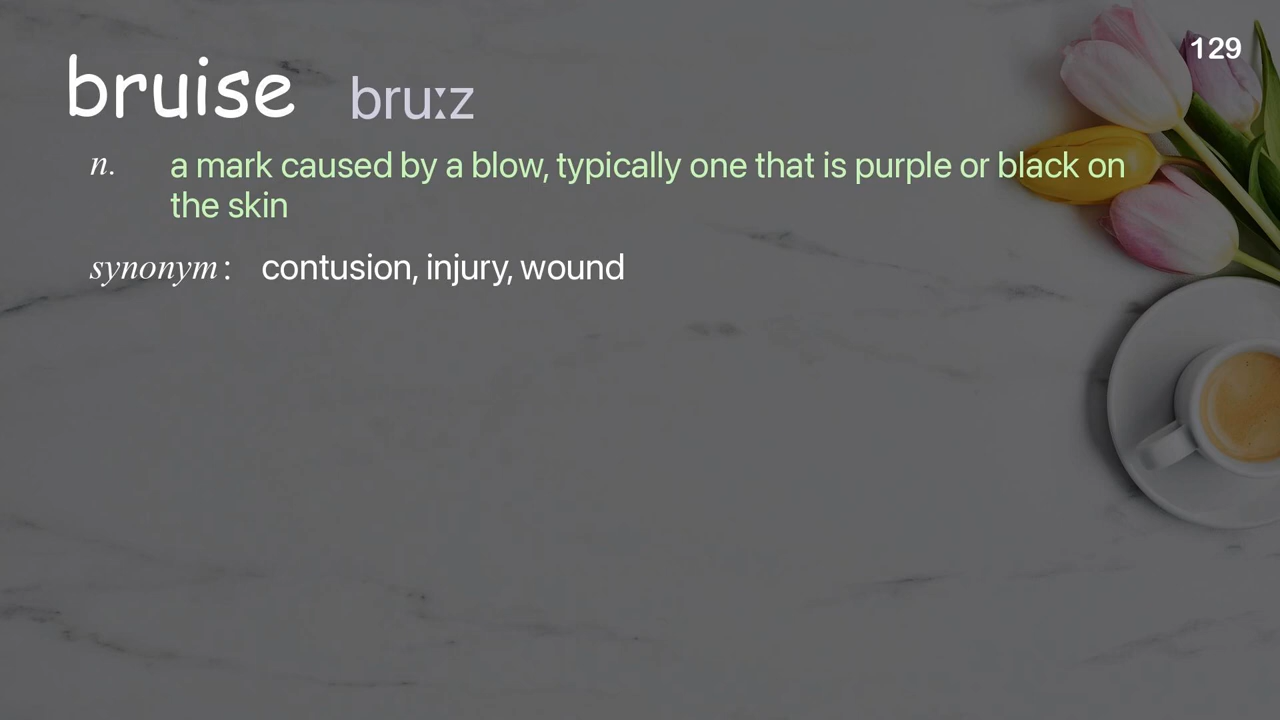 129
bruise bruːz
n. a mark caused by a blow, typically one that is purple or black on
the skin
synonym: contusion, injury, wound